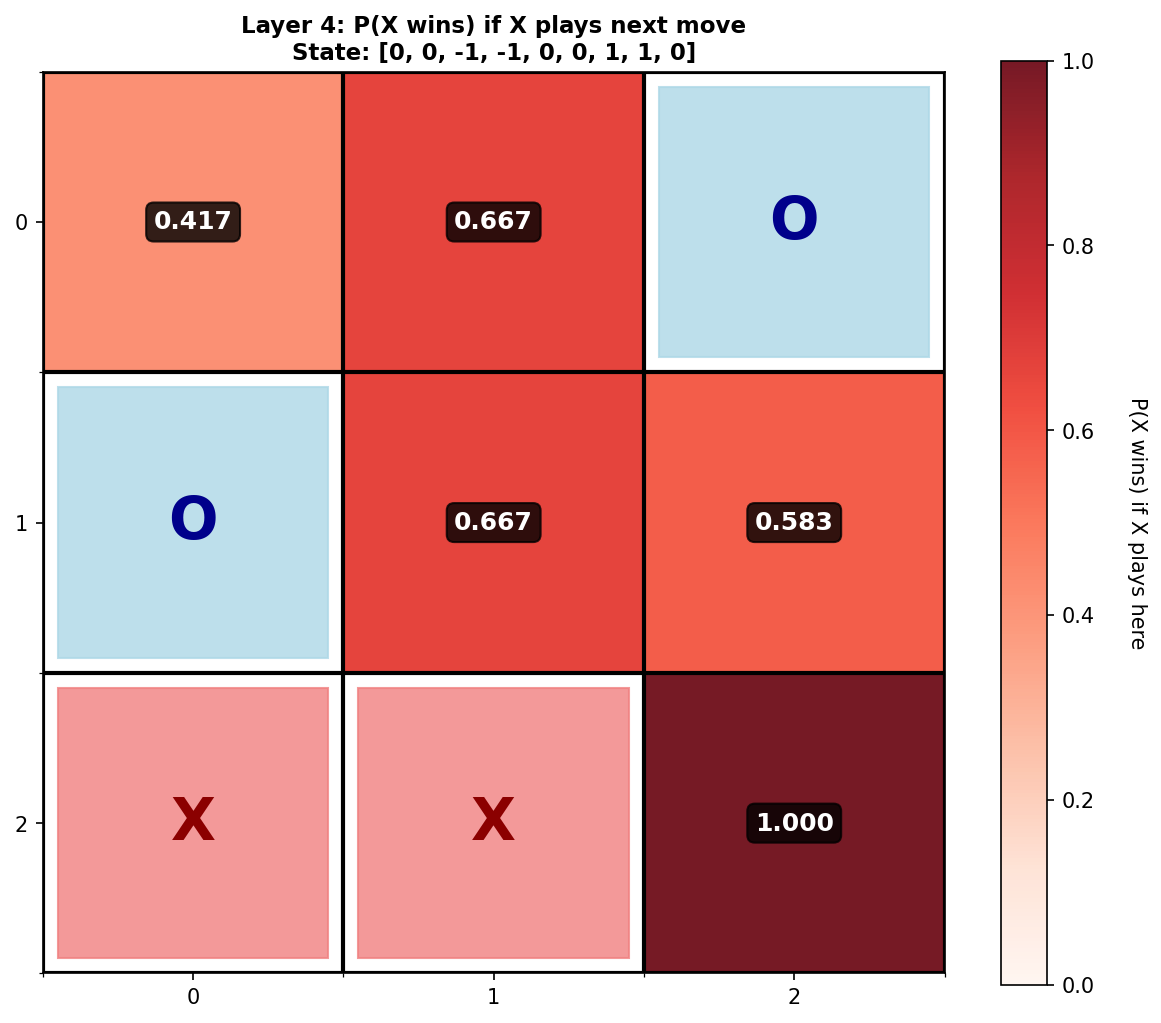 Layer 4: P(X wins) if X plays next move
State: [0, 0, -1, -1, 0, 0, 1, 1, 0]
0
0.417
0.667
O
1
O
0.667
0.583
2
X
X
1.000
0
1
2
1.0
0.8
0.6
0.4
0.2
0.0
P(X wins) if X plays here